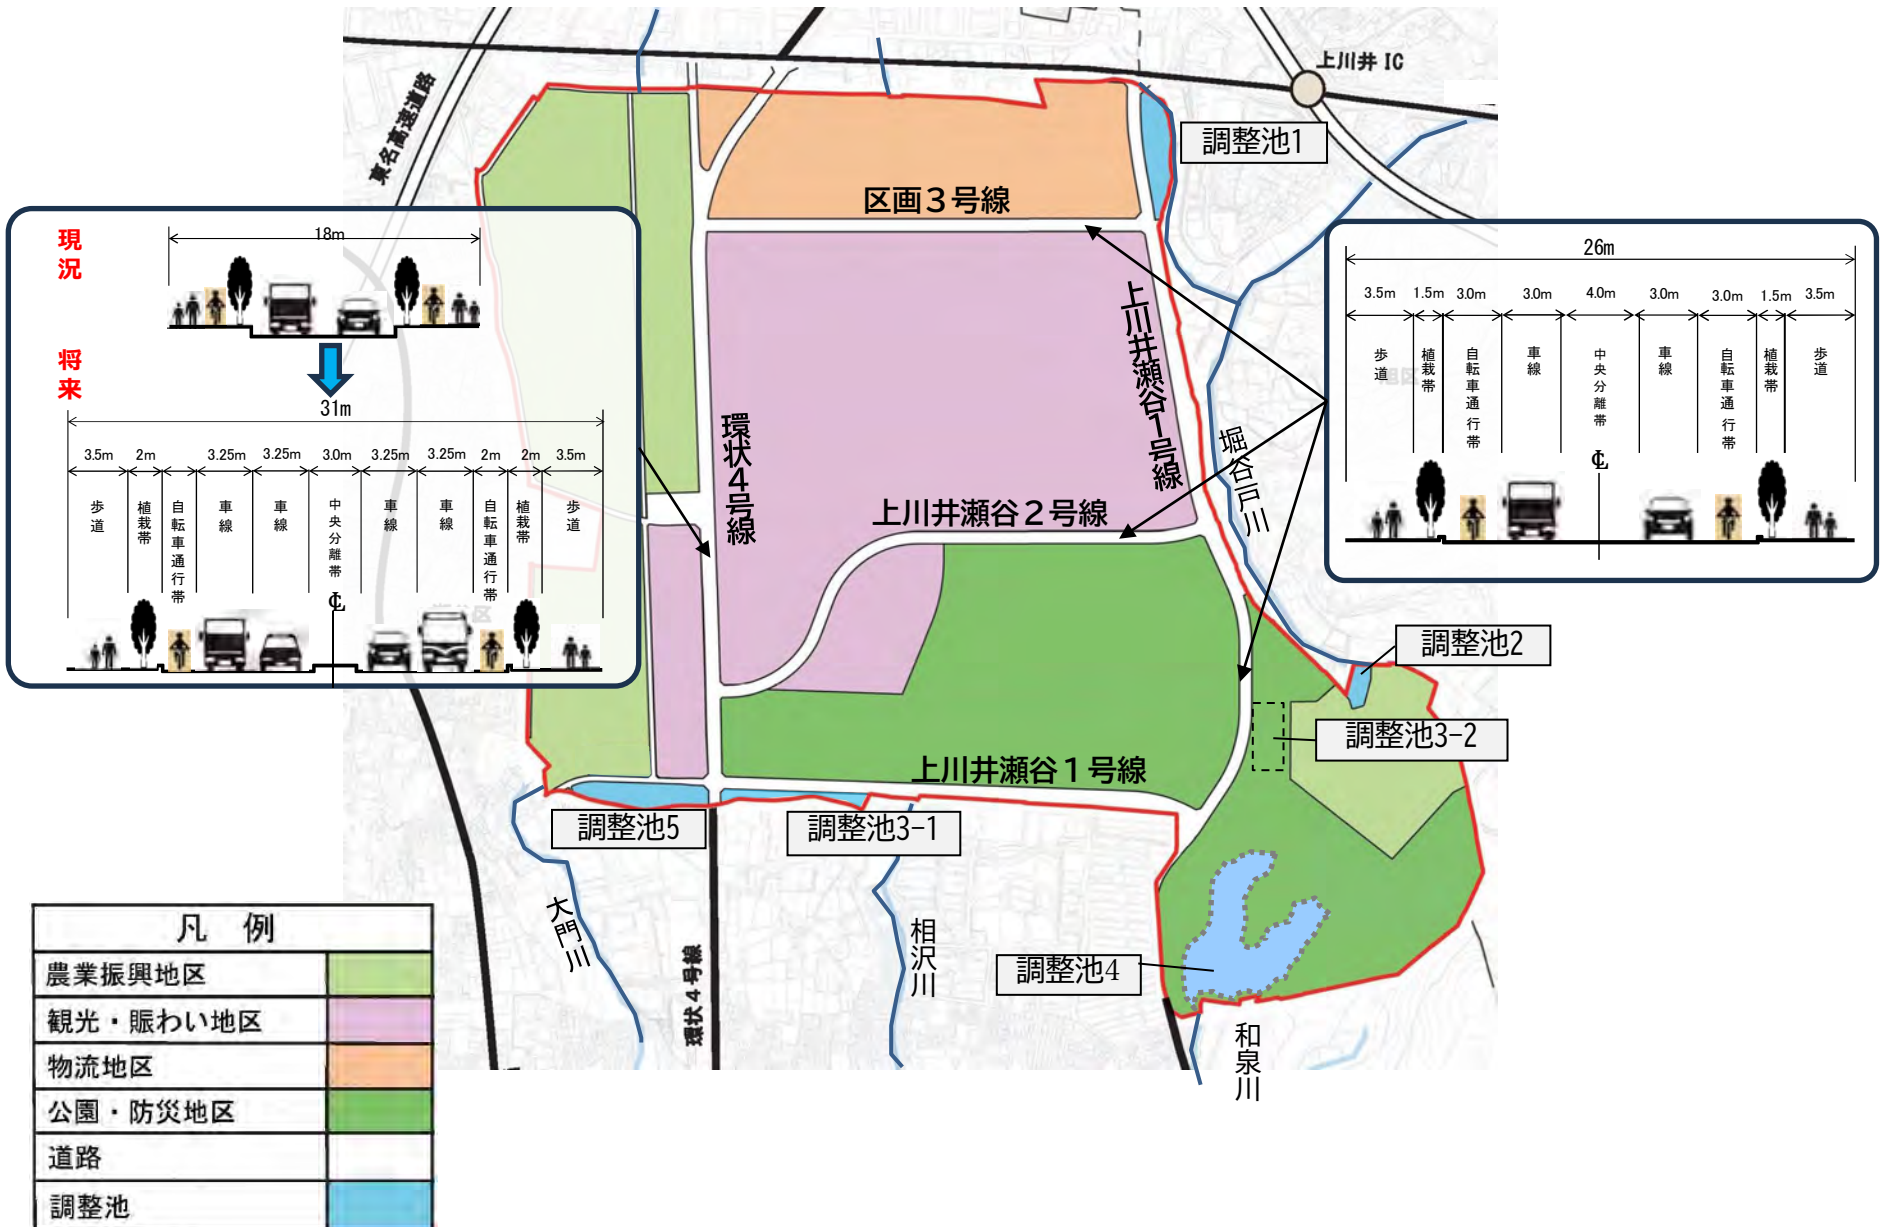 上川井 IC
東名高速道路
調整池1
区画3号線
上川井瀬谷1号線
環状4号線
上川井瀬谷2号線
堀谷戸川
調整池2
調整池3-2
上川井瀬谷1号線
調整池5
調整池3-1
大門川
環状4号線
相沢川
調整池4
和泉川
現況
18m
将来
31m
3.5m 2m 3.25m 3.25m 3.0m 3.25m 3.25m 2m 2m 3.5m
歩道 植栽帯 自転車通行帯 車線 車線 中央分離帯 車線 車線 自転車通行帯 植栽帯 歩道
℄
26m
3.5m 1.5m 3.0m 3.0m 4.0m 3.0m 3.0m 1.5m 3.5m
歩道 植栽帯 自転車通行帯 車線 中央分離帯 車線 自転車通行帯 植栽帯 歩道
℄
凡 例
農業振興地区
観光・賑わい地区
物流地区
公園・防災地区
道路
調整池